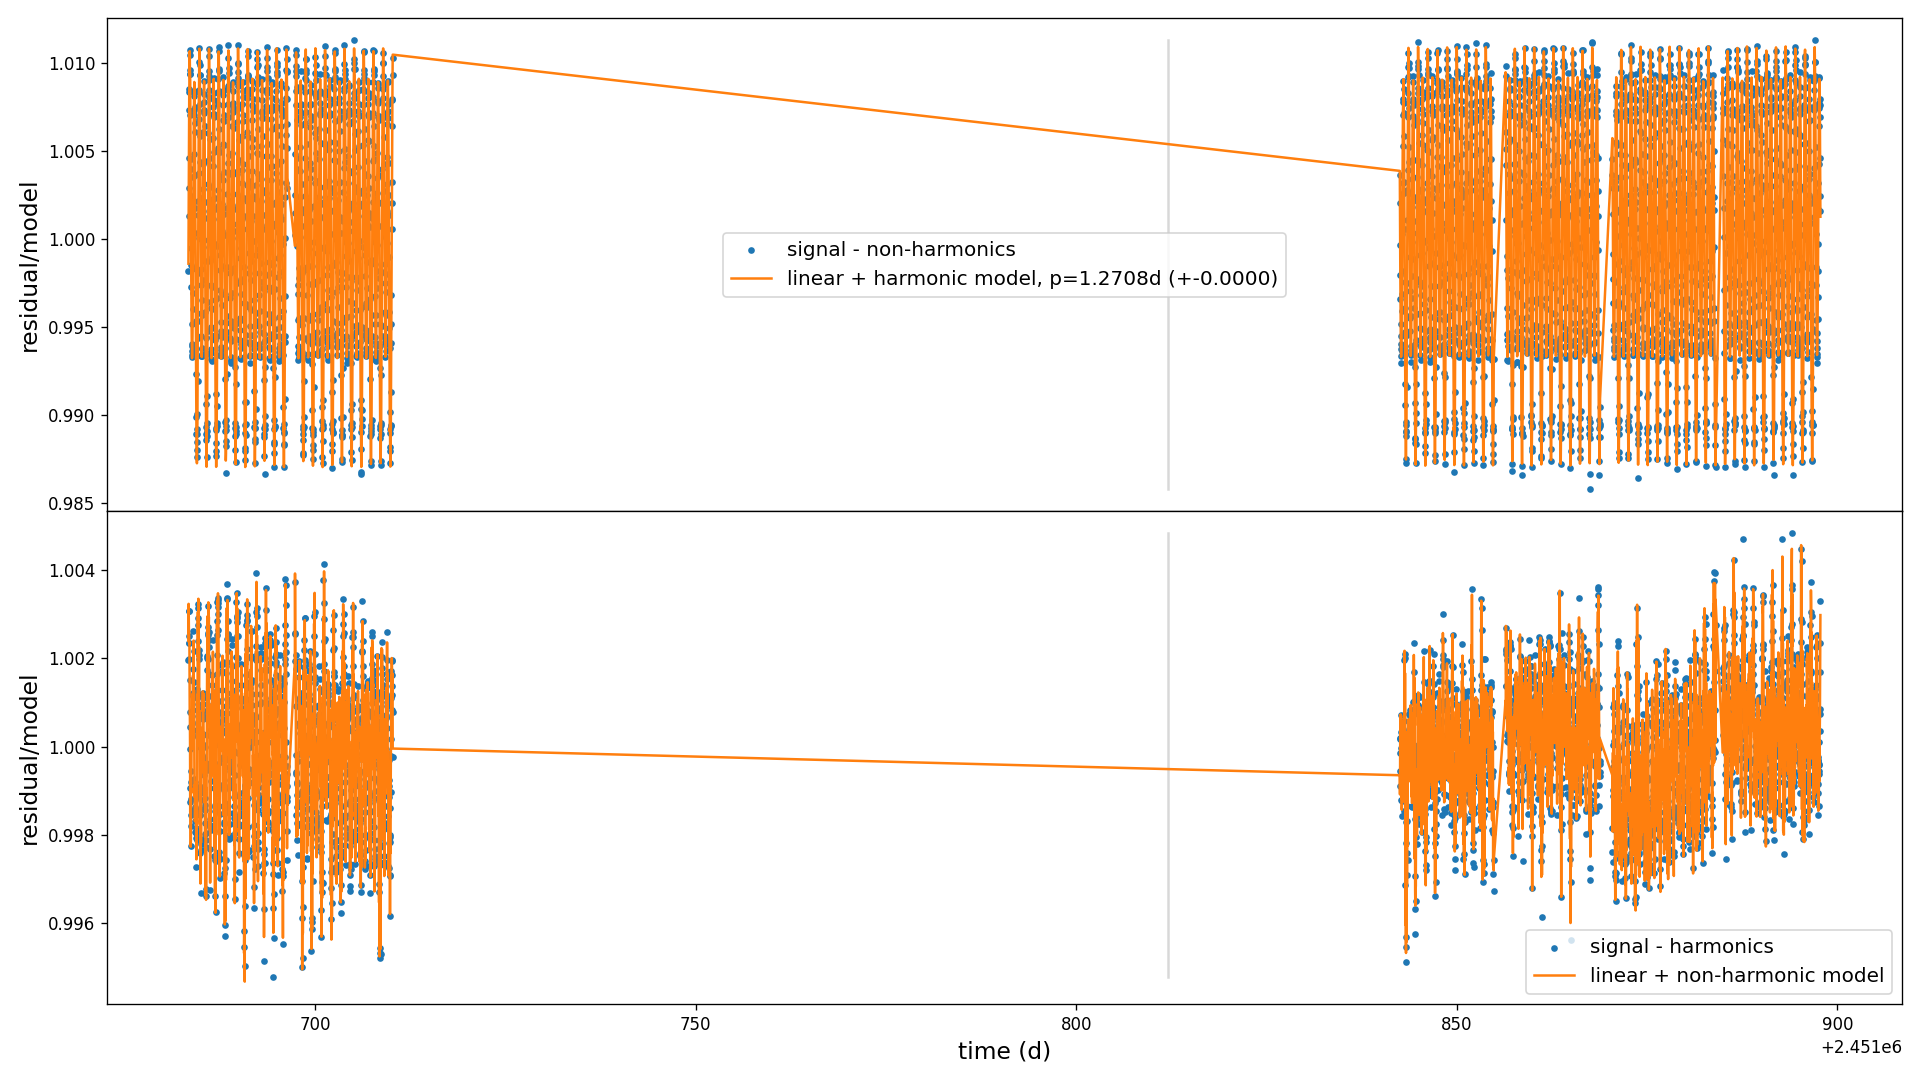 1.010
1.005
1.000
0.995
0.990
0.985
residual/model
signal - non-harmonics
linear + harmonic model, p=1.2708d (+-0.0000)
1.004
1.002
1.000
0.998
0.996
residual/model
signal - harmonics
linear + non-harmonic model
700 750 800 850 900
time (d)
+2.451e6